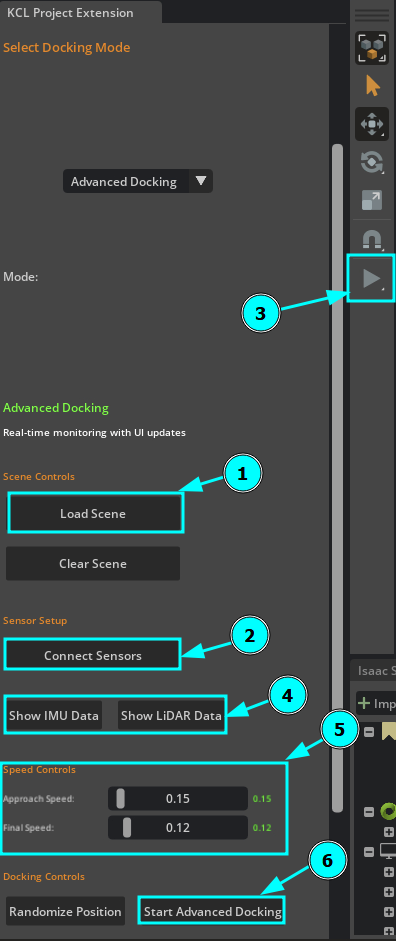 KCL Project Extension
Select Docking Mode
Advanced Docking
Mode:
3
Advanced Docking
Real-time monitoring with UI updates
Scene Controls
1
Load Scene
Clear Scene
Sensor Setup
2
Connect Sensors
Isaac S
4
Show IMU Data Show LiDAR Data
+ Imp
5
Speed Controls
Approach Speed: 0.15 0.15
Final Speed: 0.12 0.12
6
Docking Controls
Randomize Position Start Advanced Docking